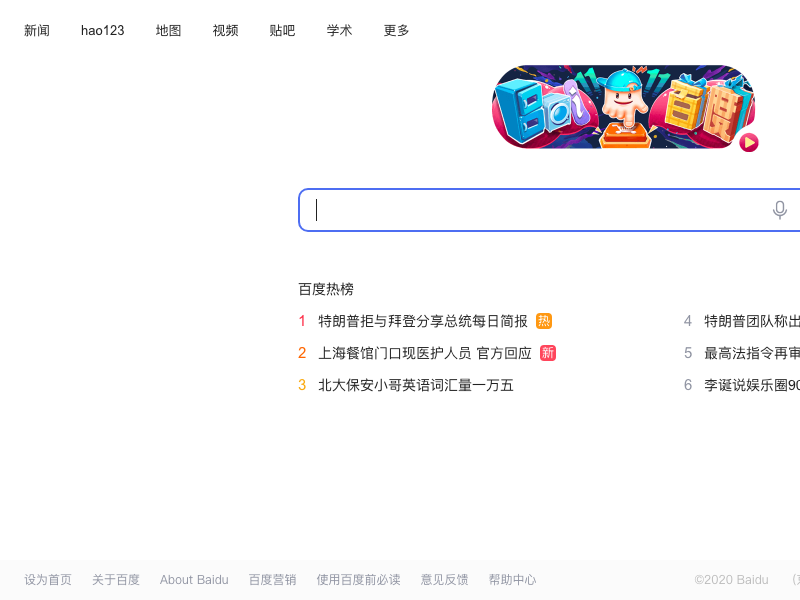 新闻 hao123 地图 视频 贴吧 学术 更多
Bai 百度
百度热榜
1 特朗普拒与拜登分享总统每日简报 热
4 特朗普团队称出
2 上海餐馆门口现医护人员 官方回应 新
5 最高法指令再审
3 北大保安小哥英语词汇量一万五
6 李诞说娱乐圈90
设为首页 关于百度 About Baidu 百度营销 使用百度前必读 意见反馈 帮助中心 ©2020 Baidu